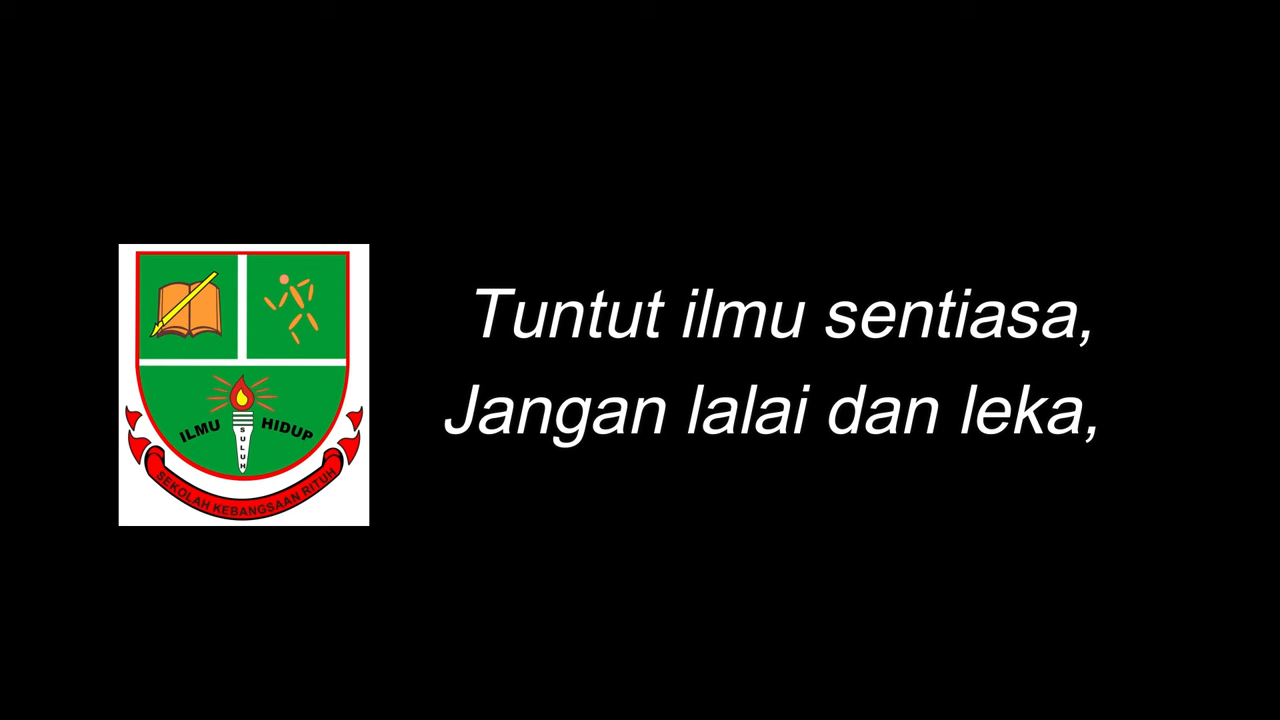 ILMU SULUH HIDUP
SEKOLAH KEBANGSAAN RITUH
Tuntut ilmu sentiasa,
Jangan lalai dan leka,